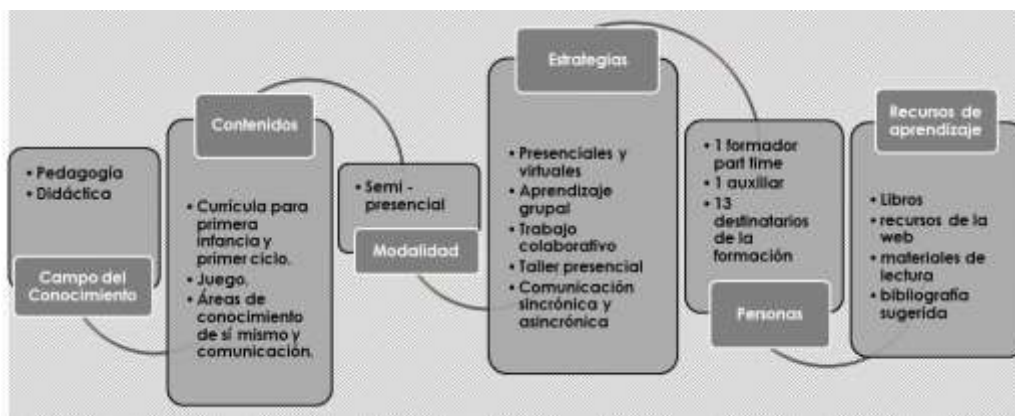 • Pedagogía
• Didáctica
Campo del
Conocimiento
Contenidos
• Currícula para
primera
infancia y
primer ciclo.
• Juego.
• Áreas de
conocimiento
de sí mismo y
comunicación.
• Semi -
presencial
Modalidad
Estrategias
• Presenciales y
virtuales
• Aprendizaje
grupal
• Trabajo
colaborativo
• Taller presencial
• Comunicación
sincrónica y
asincrónica
• 1 formador
part time
• 1 auxiliar
• 13
destinatarios
de la
formación
Personas
Recursos de
aprendizaje
• Libros
• recursos de la
web
• materiales de
lectura
• bibliografía
sugerida